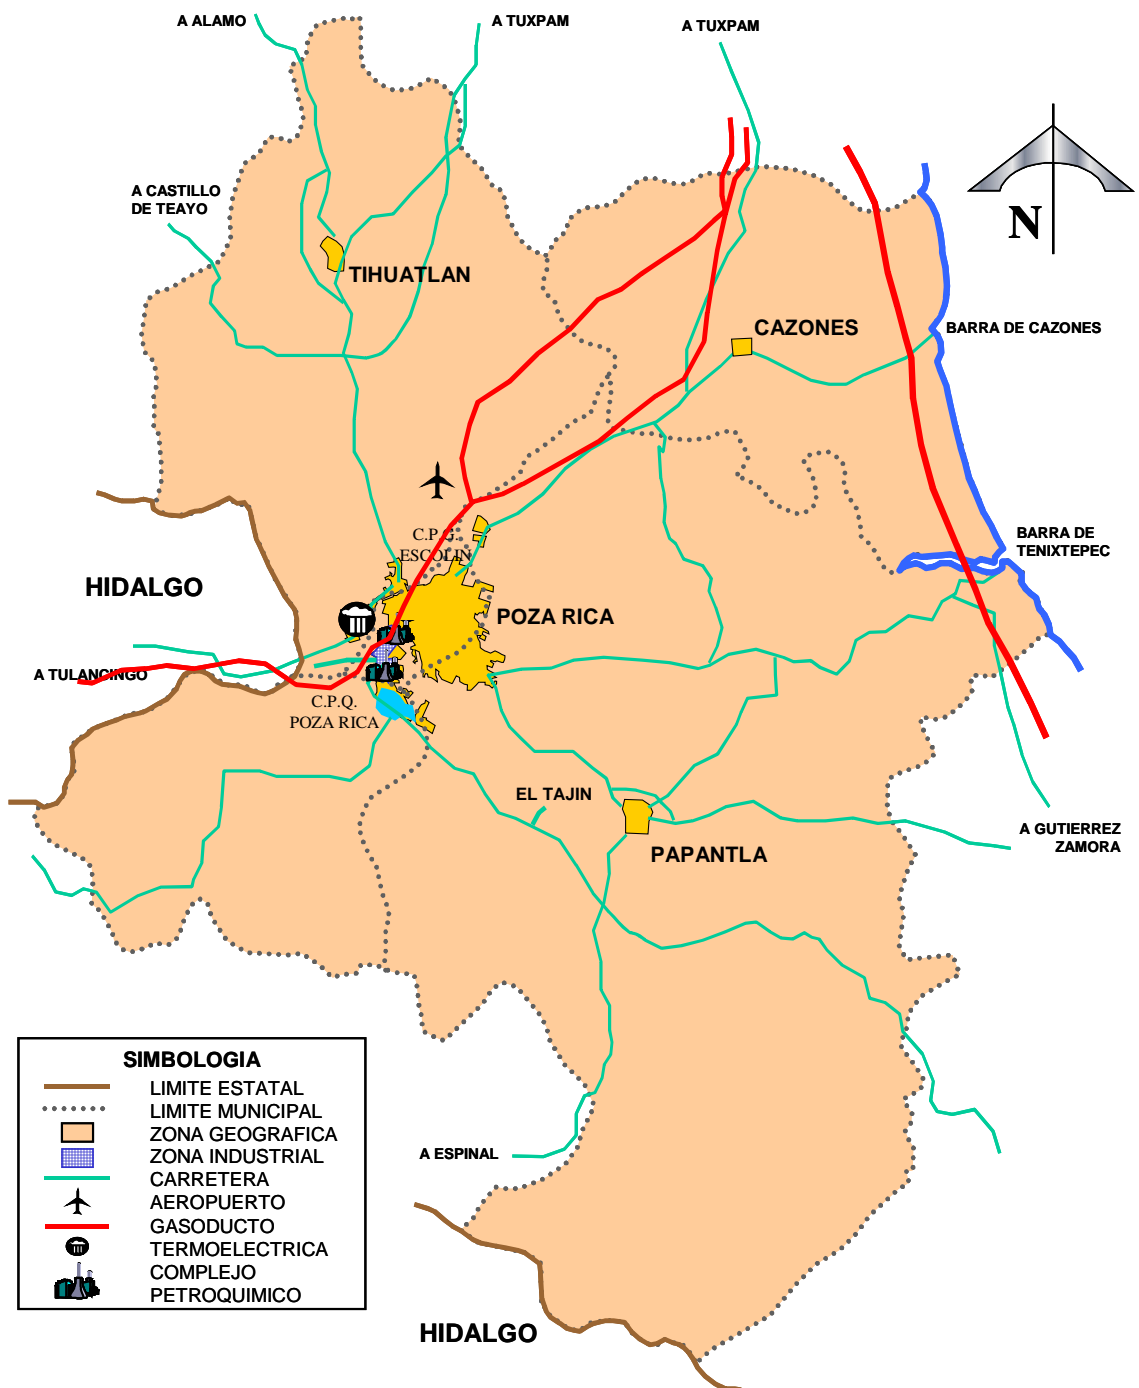 A ALAMO
A TUXPAM
A TUXPAM
A CASTILLO
DE TEAYO
N
TIHUATLAN
CAZONES
BARRA DE CAZONES
C.P.G.
ESCOLIN
BARRA DE
TENIXTEPEC
HIDALGO
POZA RICA
A TULANCINGO
C.P.Q.
POZA RICA
EL TAJIN
A GUTIERREZ
ZAMORA
PAPANTLA
SIMBOLOGIA
LIMITE ESTATAL
LIMITE MUNICIPAL
ZONA GEOGRAFICA
ZONA INDUSTRIAL
CARRETERA
AEROPUERTO
GASODUCTO
TERMOELECTRICA
COMPLEJO
PETROQUIMICO
A ESPINAL
HIDALGO